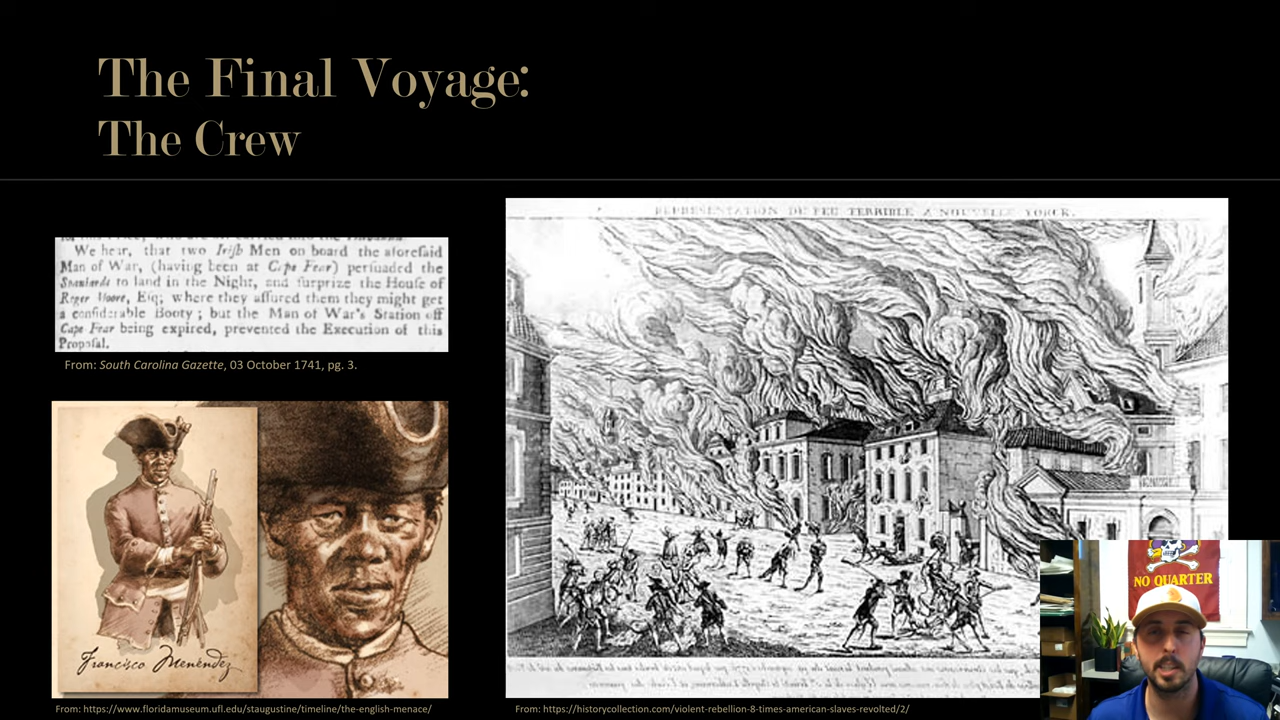 The Final Voyage:
The Crew
We hear, that two Irish Men on board the aforesaid
Man of War, (having been at Cape Fear) persuaded the
Spaniards to land in the Night, and surprize the House of
Roger Moore, Esq; where they assured them they might get
a considerable Booty; but the Man of War's Station off
Cape Fear being expired, prevented the Execution of this
Proposal.
From: South Carolina Gazette, 03 October 1741, pg. 3.
Francisco Menéndez
From: https://www.floridamuseum.ufl.edu/staugustine/timeline/the-english-menace/
REPRESENTATION DU FEU TERRIBLE A NOUVELLE YORCK.
From: https://historycollection.com/violent-rebellion-8-times-american-slaves-revolted/2/
NO QUARTER